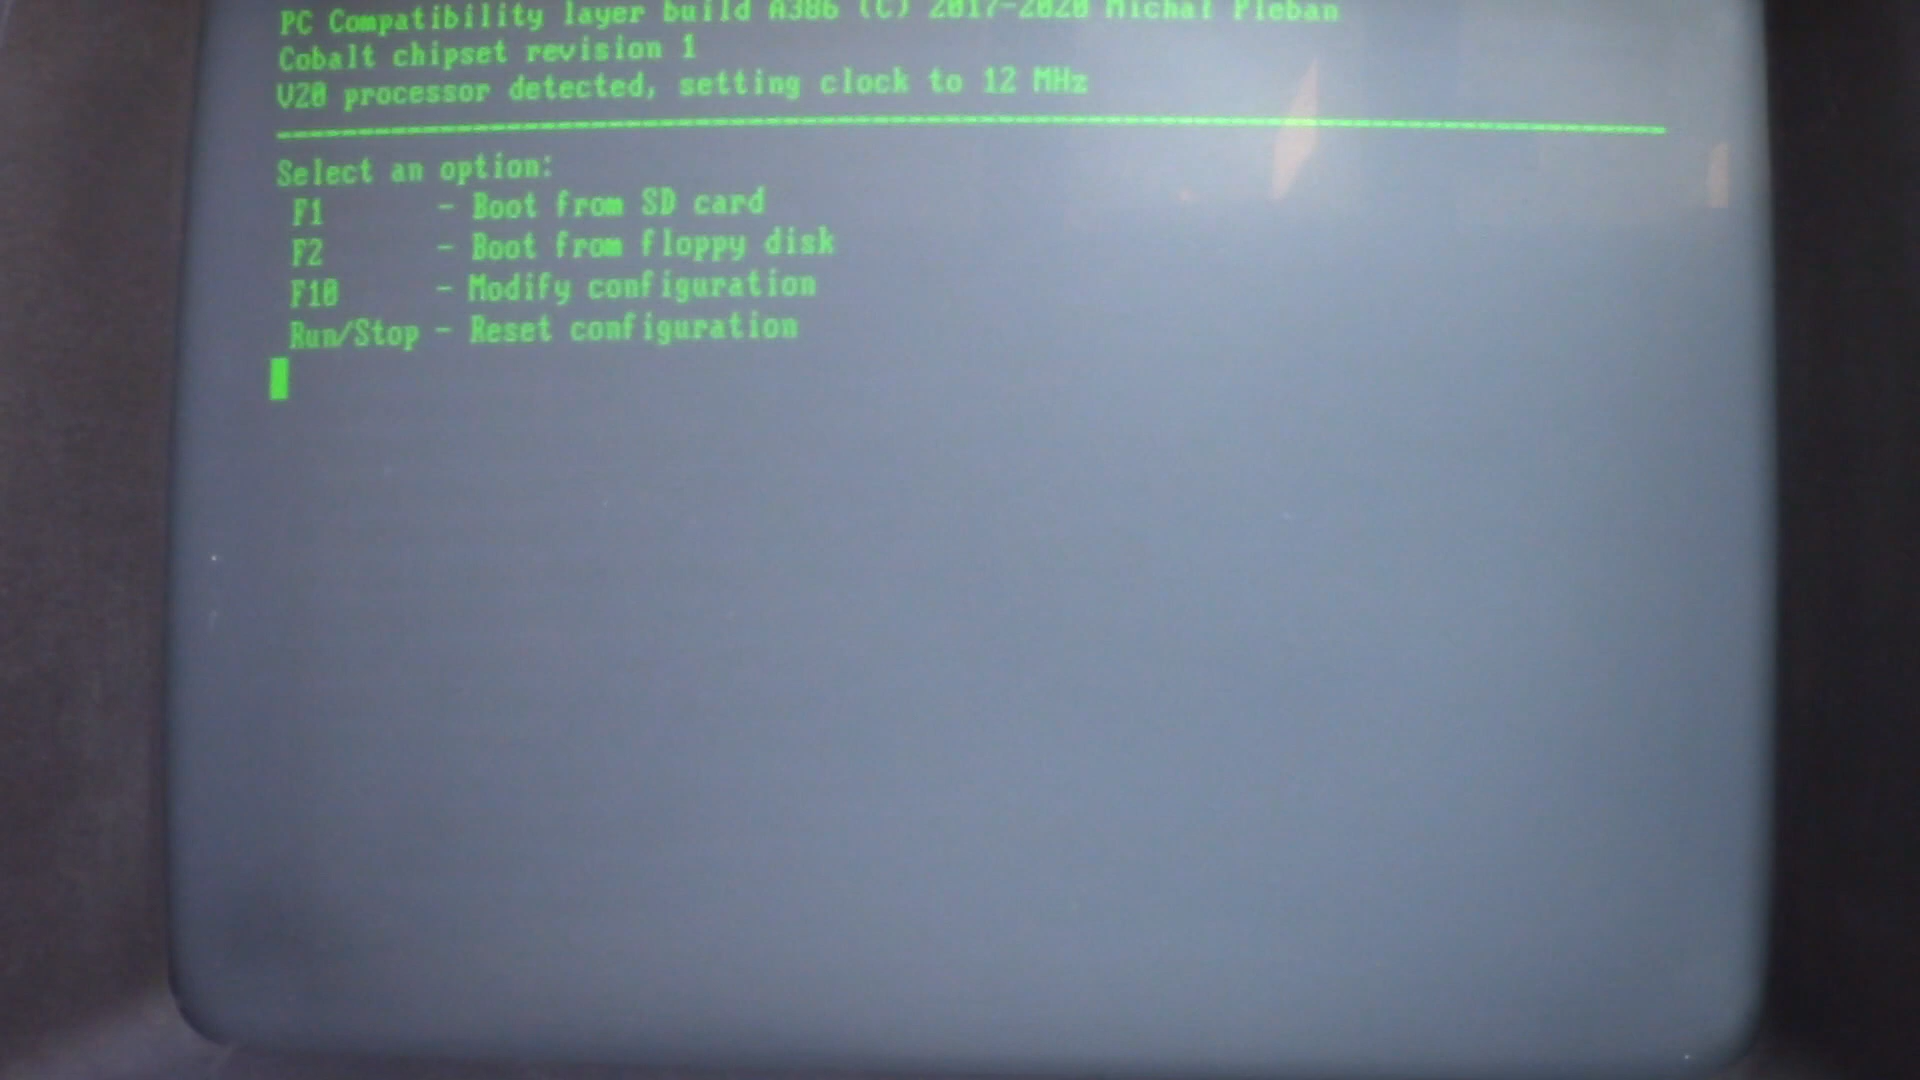 PC Compatibility layer build A386 (C) 2017-2020 Michał Pleban
Cobalt chipset revision 1
V20 processor detected, setting clock to 12 MHz
Select an option:
F1 - Boot from SD card
F2 - Boot from floppy disk
F10 - Modify configuration
Run/Stop - Reset configuration